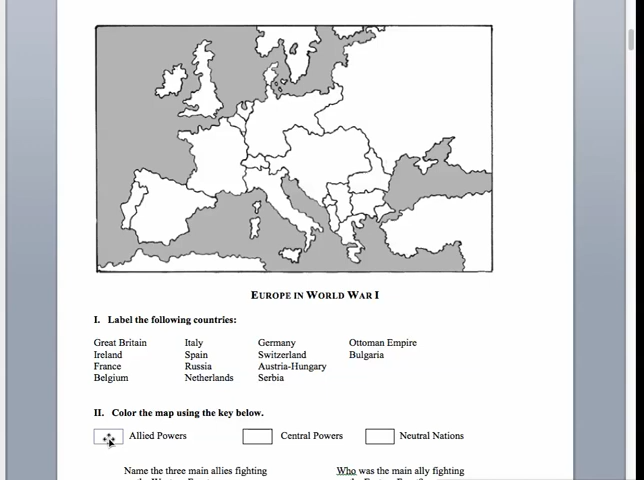 EUROPE IN WORLD WAR I
I. Label the following countries:
Great Britain Italy Germany Ottoman Empire
Ireland Spain Switzerland Bulgaria
France Russia Austria-Hungary
Belgium Netherlands Serbia
II. Color the map using the key below.
Allied Powers Central Powers Neutral Nations
Name the three main allies fighting Who was the main ally fighting